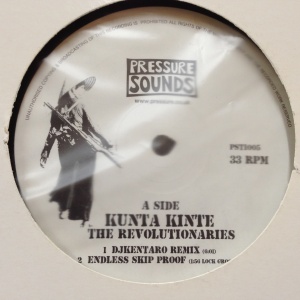 PRESSURE
SOUNDS
www.pressure.co.uk
PSTI005
33 RPM
A SIDE
KUNTA KINTE
THE REVOLUTIONARIES
1 DJKENTARO REMIX
2 ENDLESS SKIP PROOF